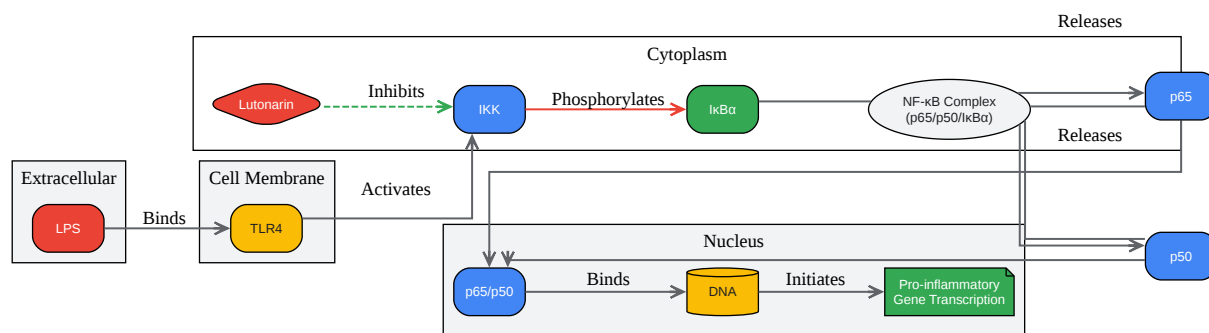 Releases
Cytoplasm
Lutonarin
Inhibits
IKK
Phosphorylates
IκBα
NF-κB Complex
(p65/p50/IκBα)
p65
Releases
Extracellular
LPS
Binds
Cell Membrane
TLR4
Activates
Nucleus
p65/p50
Binds
DNA
Initiates
Pro-inflammatory
Gene Transcription
p50